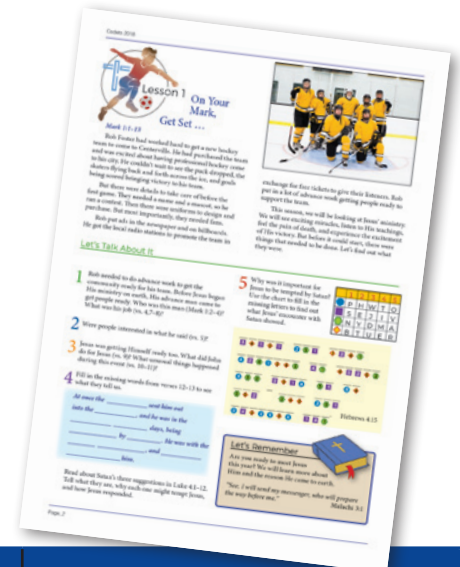 Lesson 1
On Your
Mark,
Get Set ...
Mark 1:1–13
Rob Foster had worked hard to get a new hockey
team to come to Centerville. He had purchased the team
and was excited about having professional hockey come
to his city. He couldn't wait to see the puck dropped, the
skaters flying back and forth across the ice, and goals
being scored bringing victory to his team.
But there were details to take care of before the
first game. They needed a name and a mascot, so he
ran a contest. Then there were uniforms to design and
purchase. But most importantly, they needed fans.
Rob put ads in the newspaper and on billboards.
He got the local radio stations to promote the team in
exchange for free tickets to give their listeners. Rob
put in a lot of advance work getting people ready to
support the team.
This season, we will be looking at Jesus' ministry.
We will see exciting miracles, listen to His teachings,
feel the pain of death, and experience the excitement
of His victory. But before it could start, there were
things that needed to be done. Let's find out what
they were.
Let's Talk About It
1 Rob needed to do advance work to get the
community ready for his team. Before Jesus began
His ministry on earth, His advance man came to
get people ready. Who was this man (Mark 1:2–4)?
What was his job (vv. 4,7–8)?
2 Were people interested in what he said (vs. 5)?
3 Jesus was getting Himself ready too. What did John
do for Jesus (vs. 9)? What unusual things happened
during this event (vv. 10–11)?
4 Fill in the missing words from verses 12–13 to see
what they tell us.
At once the ________ sent him out
into the ________, and he was in the
________ days, being
________ by ________. He was with the
________ and ________
________ him.
Read about Satan's three suggestions in Luke 4:1–12.
Tell what they are, why each one might tempt Jesus,
and how Jesus responded.
5 Why was it important for
Jesus to be tempted by Satan?
Use the chart to fill in the
missing letters to find out
what Jesus' encounter with
Satan showed.
1 2 3 4 5
P H W T O
S E Z I V
N Y D M A
B T U E R
Hebrews 4:15
Let's Remember
Are you ready to meet Jesus
this year? We will learn more about
Him and the reason He came to earth.
"See, I will send my messenger, who will prepare
the way before me."
Malachi 3:1